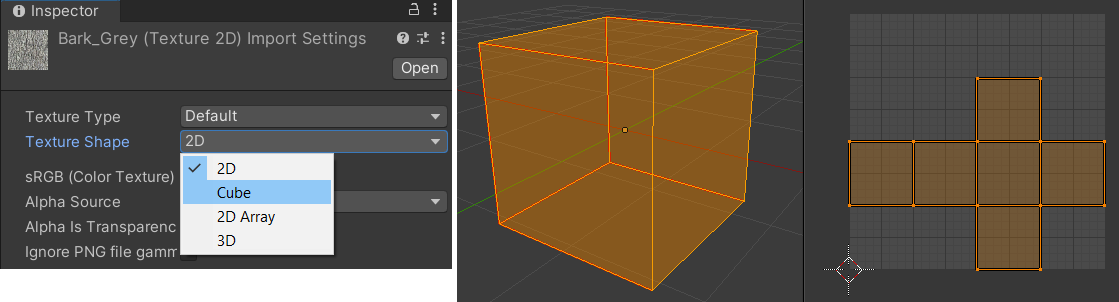 Inspector
Bark_Grey (Texture 2D) Import Settings
Open
Texture Type Default
Texture Shape 2D
2D
sRGB (Color Texture)
Cube
Alpha Source
2D Array
Alpha Is Transparenc
3D
Ignore PNG file gamm